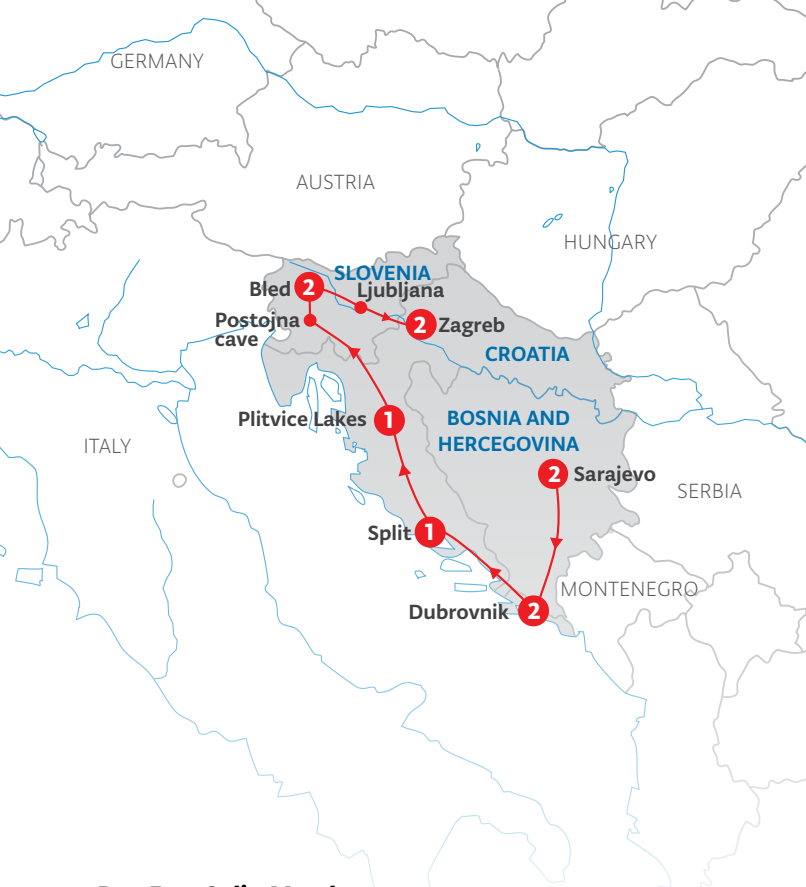 GERMANY
AUSTRIA
HUNGARY
SLOVENIA
Bled 2
Ljubljana
Postojna
cave
2 Zagreb
CROATIA
Plitvice Lakes 1
BOSNIA AND
HERCEGOVINA
ITALY
2 Sarajevo
SERBIA
Split 1
MONTENEGRO
Dubrovnik 2